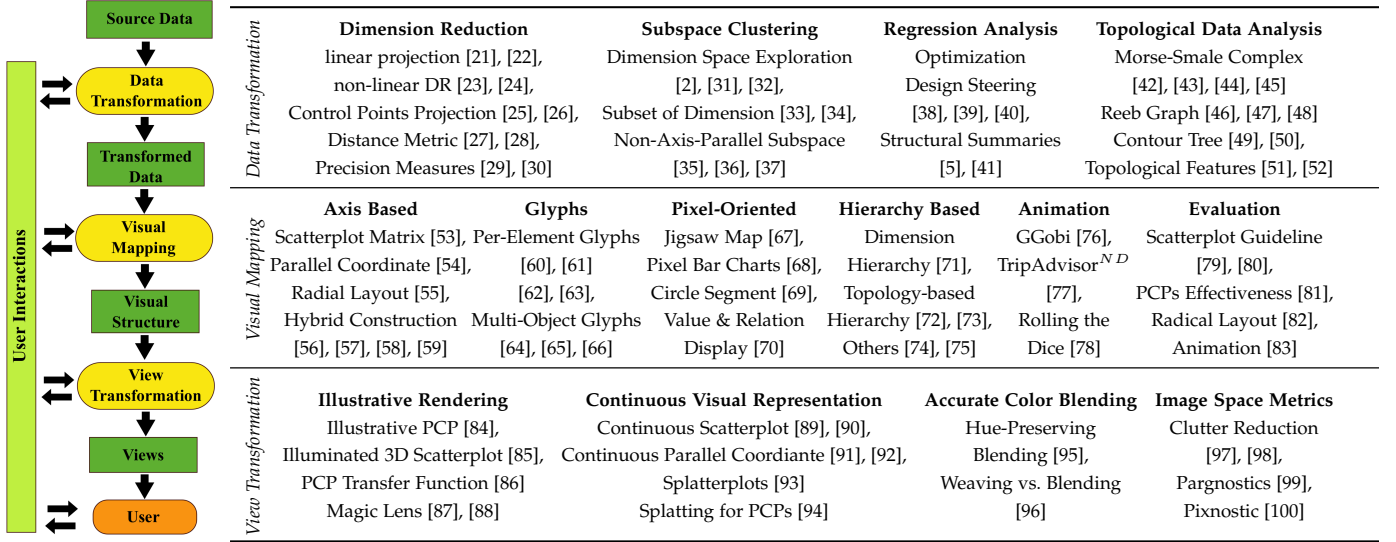 Source Data
Data
Transformation
Transformed
Data
Visual
Mapping
Visual
Structure
View
Transformation
Views
User
User Interactions
Data Transformation
Dimension Reduction
linear projection [21], [22],
non-linear DR [23], [24],
Control Points Projection [25], [26],
Distance Metric [27], [28],
Precision Measures [29], [30]
Subspace Clustering
Dimension Space Exploration
[2], [31], [32],
Subset of Dimension [33], [34],
Non-Axis-Parallel Subspace
[35], [36], [37]
Regression Analysis
Optimization
Design Steering
[38], [39], [40],
Structural Summaries
[5], [41]
Topological Data Analysis
Morse-Smale Complex
[42], [43], [44], [45]
Reeb Graph [46], [47], [48]
Contour Tree [49], [50],
Topological Features [51], [52]
Visual Mapping
Axis Based
Scatterplot Matrix [53],
Parallel Coordinate [54],
Radial Layout [55],
Hybrid Construction
[56], [57], [58], [59]
Glyphs
Per-Element Glyphs
[60], [61]
[62], [63],
Multi-Object Glyphs
[64], [65], [66]
Pixel-Oriented
Jigsaw Map [67],
Pixel Bar Charts [68],
Circle Segment [69],
Value & Relation
Display [70]
Hierarchy Based
Dimension
Hierarchy [71],
Topology-based
Hierarchy [72], [73],
Others [74], [75]
Animation
GGobi [76],
TripAdvisor^{ND}
[77],
Rolling the
Dice [78]
Evaluation
Scatterplot Guideline
[79], [80],
PCPs Effectiveness [81],
Radical Layout [82],
Animation [83]
View Transformation
Illustrative Rendering
Illustrative PCP [84],
Illuminated 3D Scatterplot [85],
PCP Transfer Function [86]
Magic Lens [87], [88]
Continuous Visual Representation
Continuous Scatterplot [89], [90],
Continuous Parallel Coordiante [91], [92],
Splatterplots [93]
Splatting for PCPs [94]
Accurate Color Blending
Hue-Preserving
Blending [95],
Weaving vs. Blending
[96]
Image Space Metrics
Clutter Reduction
[97], [98],
Pargnostics [99],
Pixnostic [100]